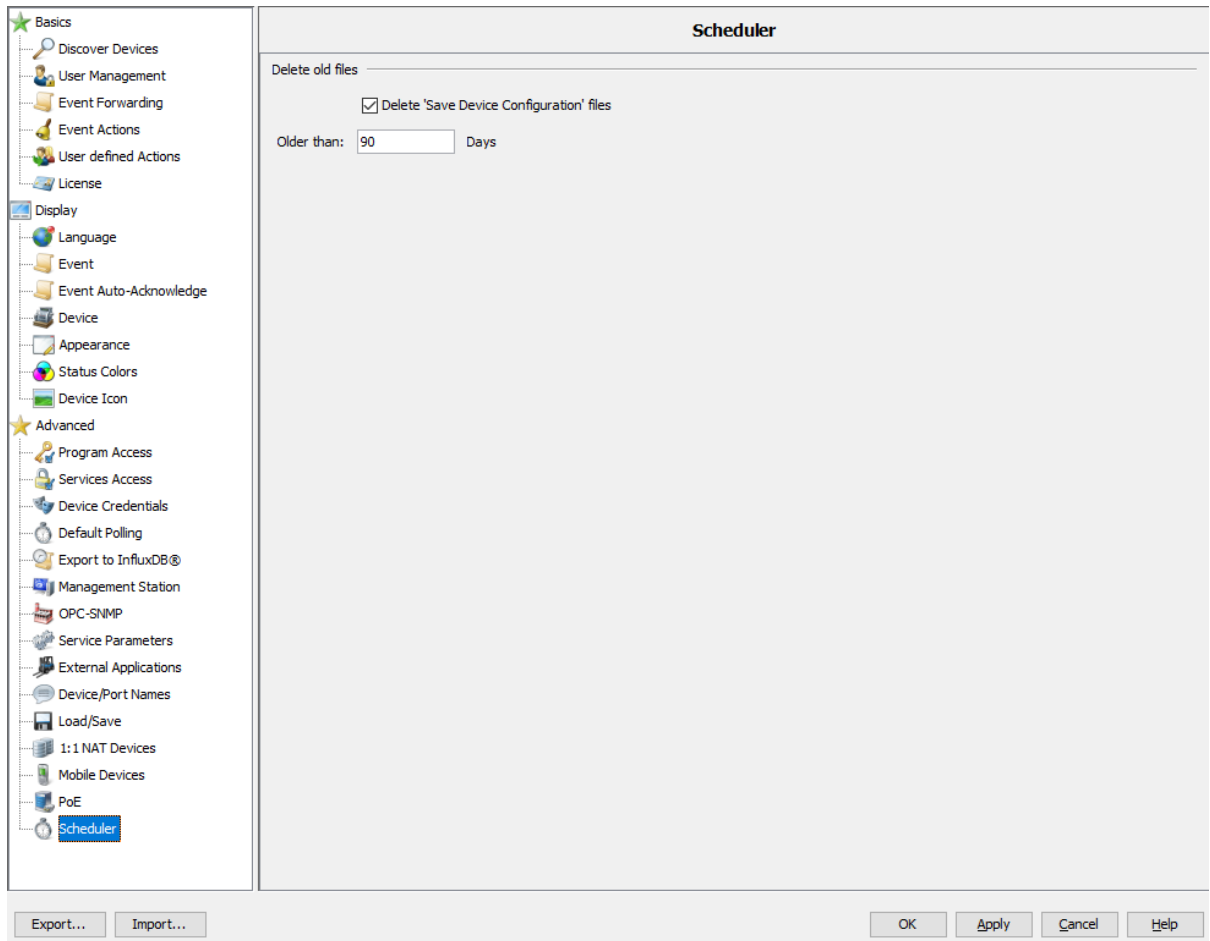 Basics
Discover Devices
User Management
Event Forwarding
Event Actions
User defined Actions
License
Display
Language
Event
Event Auto-Acknowledge
Device
Appearance
Status Colors
Device Icon
Advanced
Program Access
Services Access
Device Credentials
Default Polling
Export to InfluxDB®
Management Station
OPC-SNMP
Service Parameters
External Applications
Device/Port Names
Load/Save
1:1 NAT Devices
Mobile Devices
PoE
Scheduler
Scheduler
Delete old files
Delete 'Save Device Configuration' files
Older than: 90 Days
Export... Import... OK Apply Cancel Help